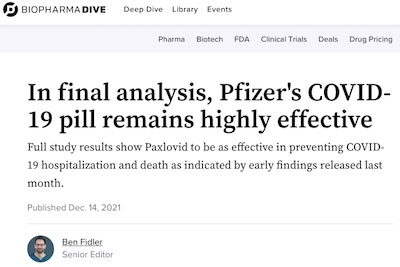 BIOPHARMADIVE Deep Dive Library Events
Pharma Biotech FDA Clinical Trials Deals Drug Pricing
In final analysis, Pfizer's COVID-
19 pill remains highly effective
Full study results show Paxlovid to be as effective in preventing COVID-
19 hospitalization and death as indicated by early findings released last
month.
Published Dec. 14, 2021
Ben Fidler
Senior Editor